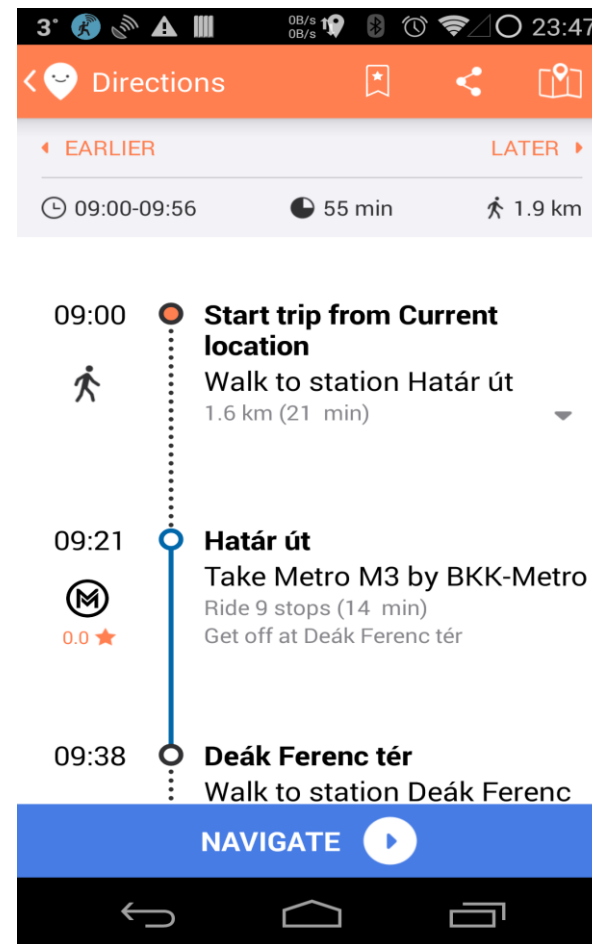 3° 0B/s 0B/s 23:47
Directions
EARLIER LATER
09:00-09:56 55 min 1.9 km
09:00 Start trip from Current
location
Walk to station Határ út
1.6 km (21 min)
09:21 Határ út
Take Metro M3 by BKK-Metro
Ride 9 stops (14 min)
0.0 Get off at Deák Ferenc tér
09:38 Deák Ferenc tér
Walk to station Deák Ferenc
NAVIGATE